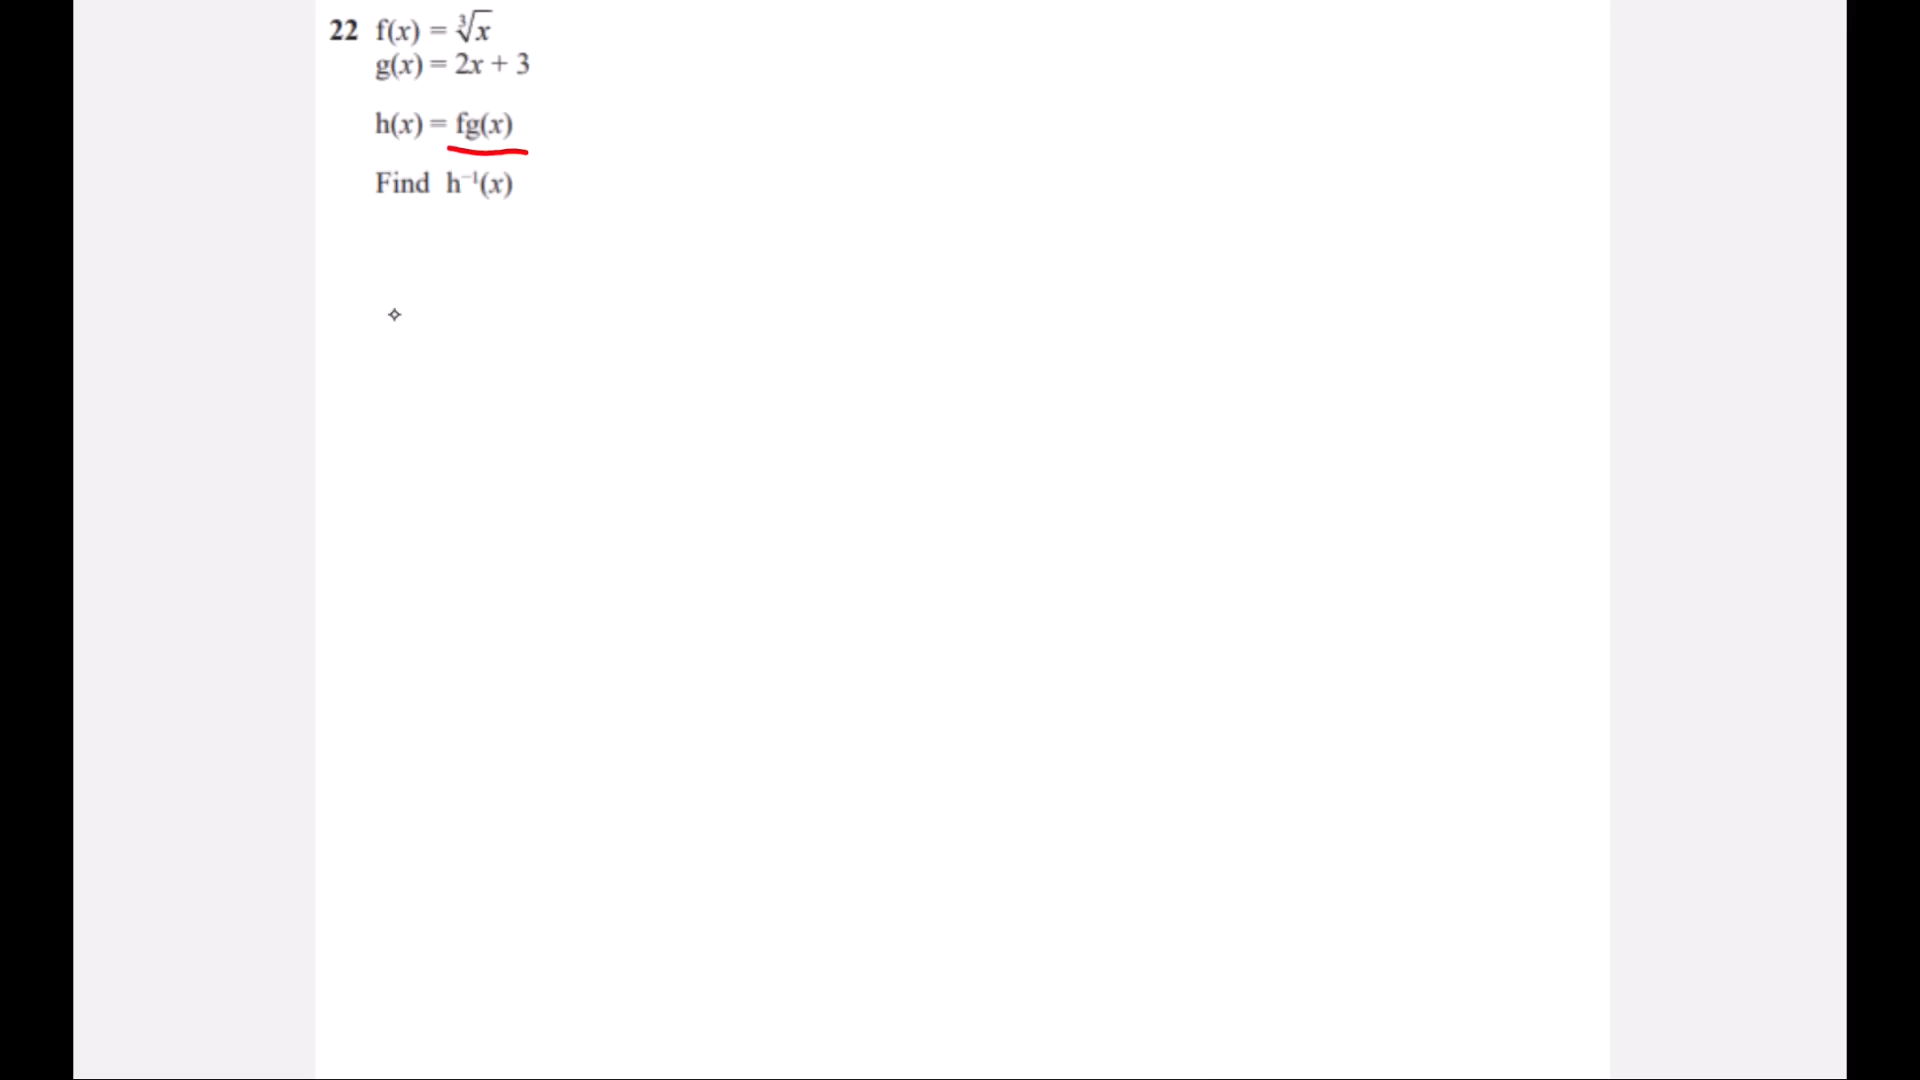 22 f(x) = ∛x
g(x) = 2x + 3
h(x) = fg(x)
Find h⁻¹(x)